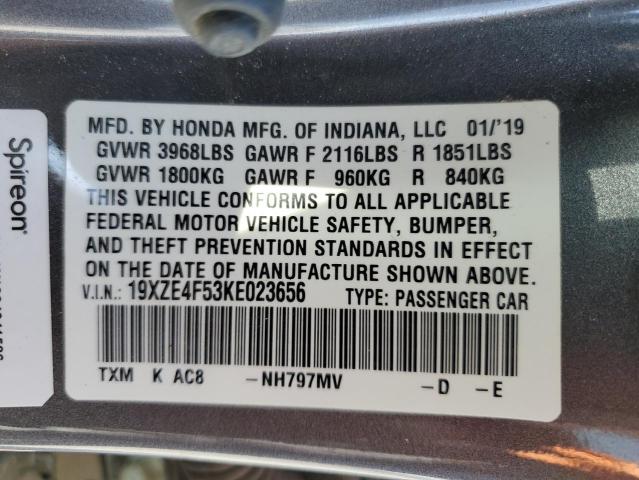 MFD. BY HONDA MFG. OF INDIANA, LLC 01/'19
GVWR 3968LBS GAWR F 2116LBS R 1851LBS
GVWR 1800KG GAWR F 960KG R 840KG
THIS VEHICLE CONFORMS TO ALL APPLICABLE
FEDERAL MOTOR VEHICLE SAFETY, BUMPER,
AND THEFT PREVENTION STANDARDS IN EFFECT
ON THE DATE OF MANUFACTURE SHOWN ABOVE.
V.I.N.: 19XZE4F53KE023656 TYPE: PASSENGER CAR
TXM K AC8 -NH797MV -D -E
Spireon